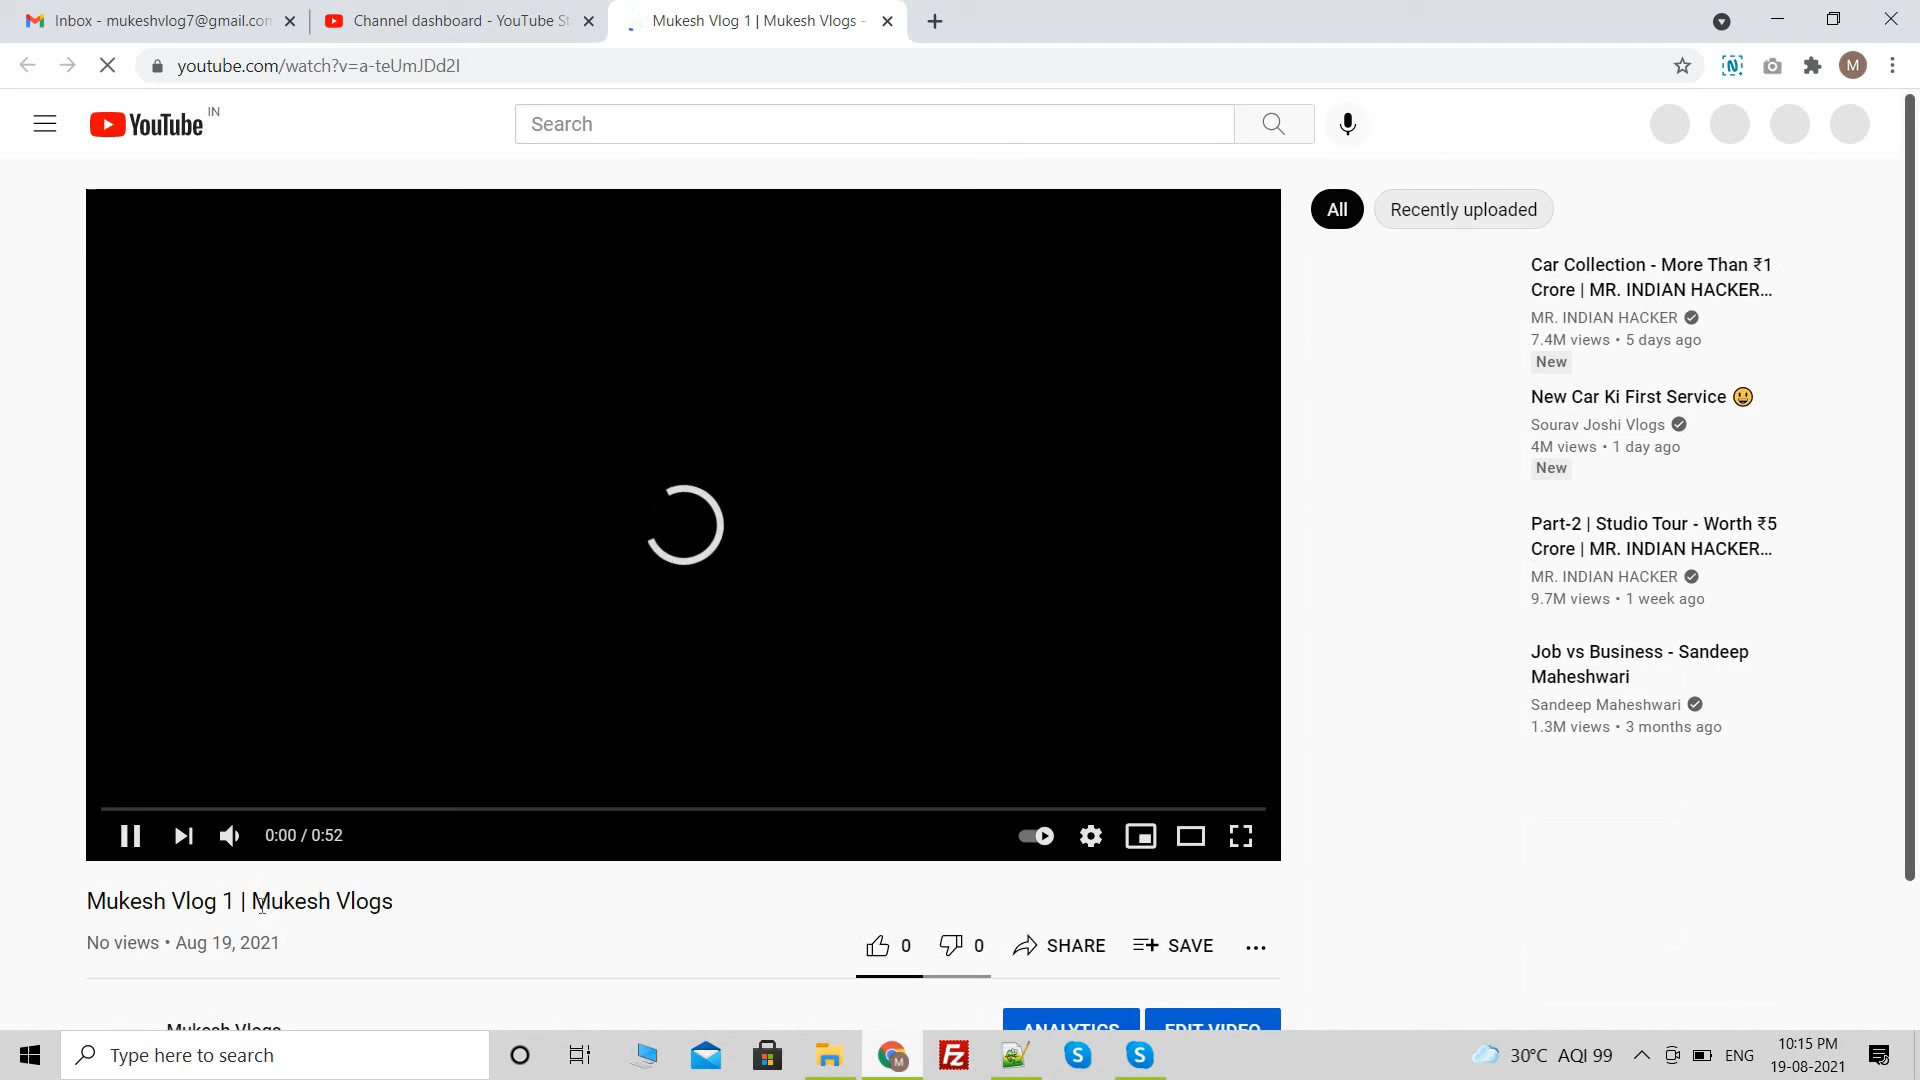 Inbox - mukeshvlog7@gmail.com
Channel dashboard - YouTube St
Mukesh Vlog 1 | Mukesh Vlogs -
youtube.com/watch?v=a-teUmJDd2I
M
YouTube IN
Search
All
Recently uploaded
Car Collection - More Than ₹1
Crore | MR. INDIAN HACKER...
MR. INDIAN HACKER
7.4M views • 5 days ago
New
New Car Ki First Service 😃
Sourav Joshi Vlogs
4M views • 1 day ago
New
Part-2 | Studio Tour - Worth ₹5
Crore | MR. INDIAN HACKER...
MR. INDIAN HACKER
9.7M views • 1 week ago
Job vs Business - Sandeep
Maheshwari
Sandeep Maheshwari
1.3M views • 3 months ago
0:00 / 0:52
Mukesh Vlog 1 | Mukesh Vlogs
No views • Aug 19, 2021
0
0
SHARE
SAVE
Mukesh Vlogs
ANALYTICS
EDIT VIDEO
Type here to search
30°C AQI 99
ENG
10:15 PM
19-08-2021